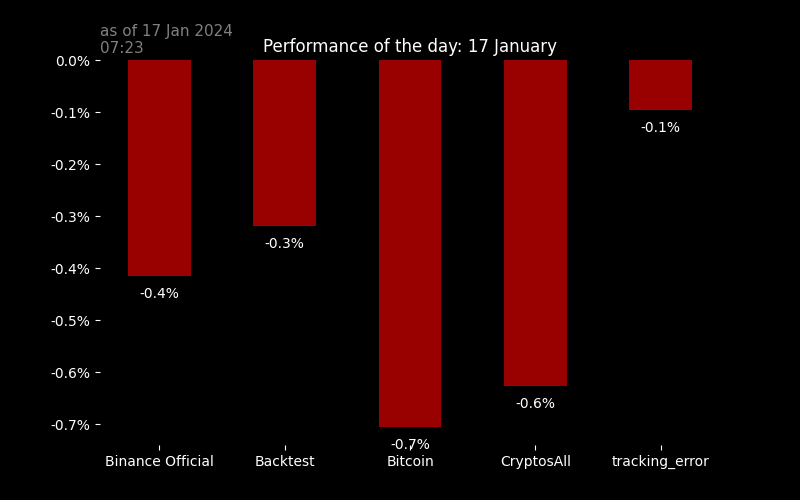 as of 17 Jan 2024
07:23
Performance of the day: 17 January
0.0%
-0.1%
-0.2%
-0.3%
-0.4%
-0.5%
-0.6%
-0.7%
-0.4%
-0.3%
-0.7%
-0.6%
-0.1%
Binance Official
Backtest
Bitcoin
CryptosAll
tracking_error